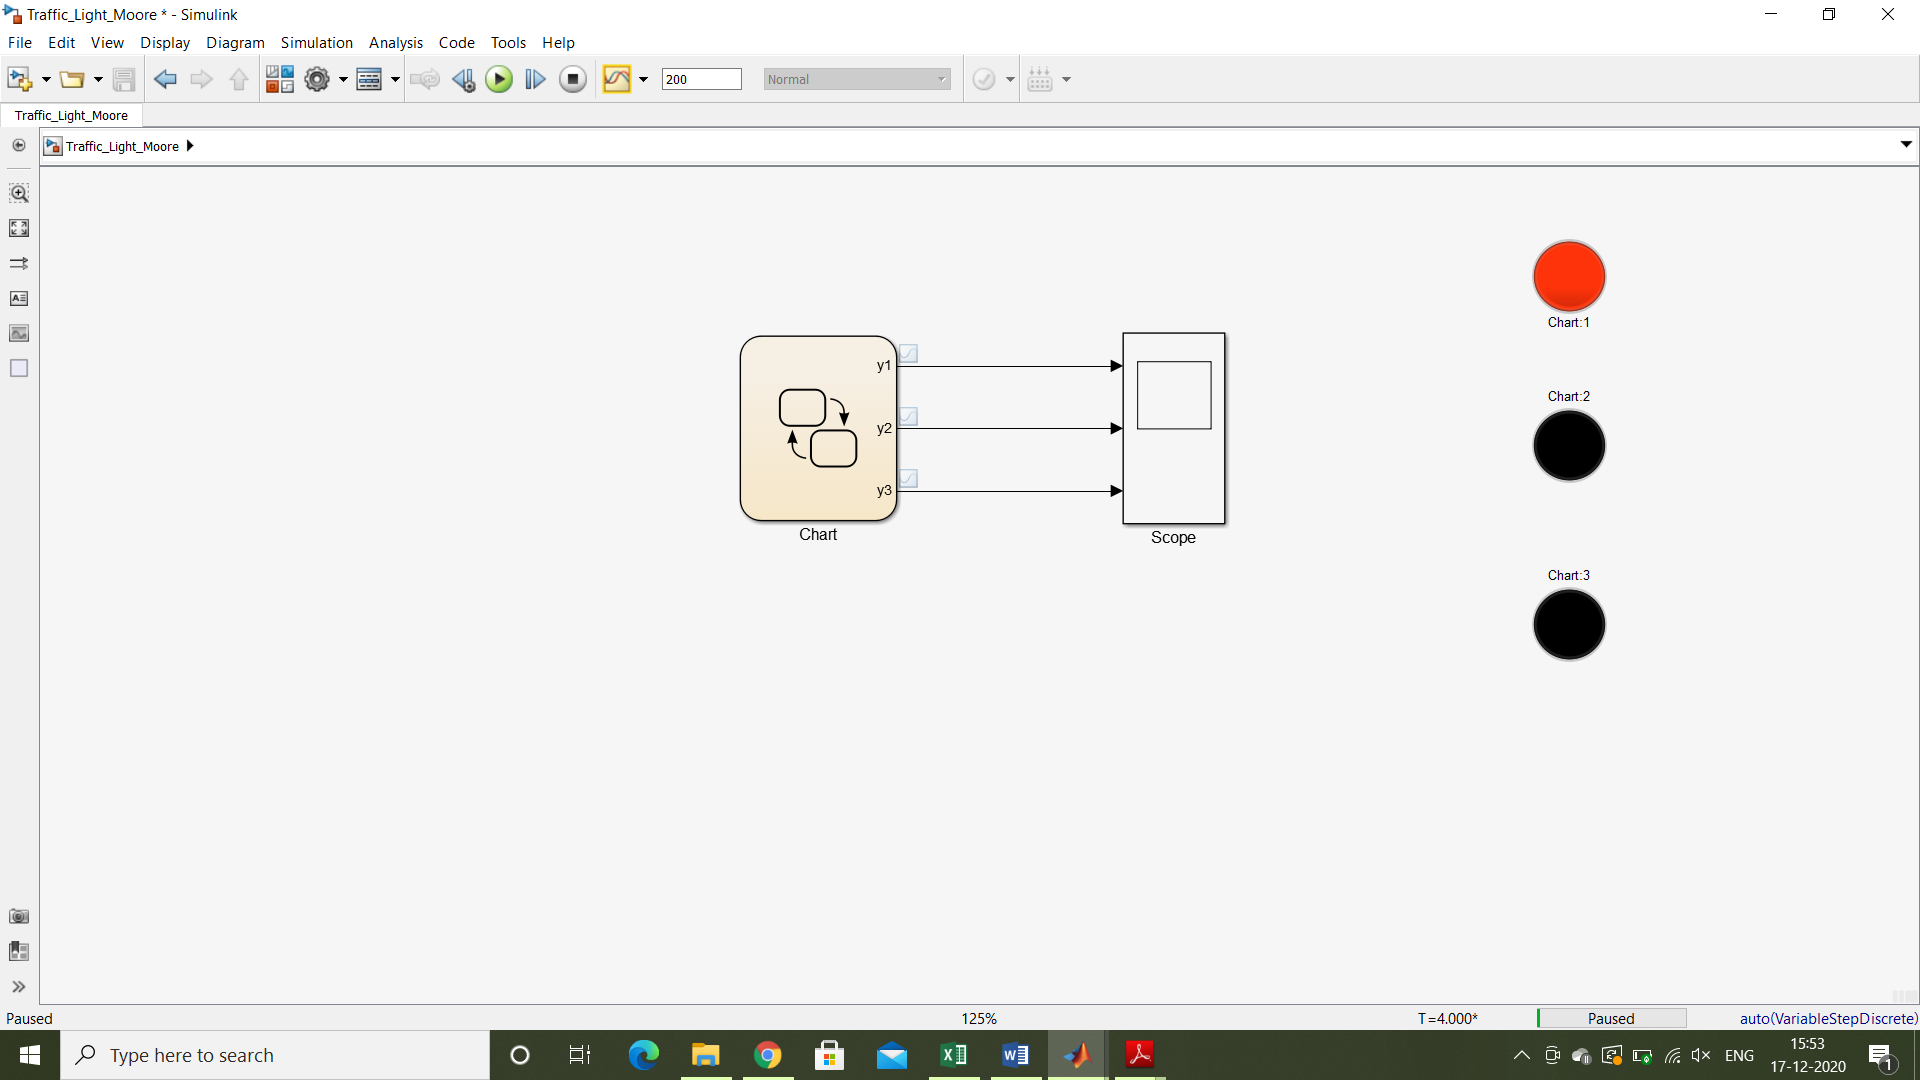 Traffic_Light_Moore * - Simulink
File Edit View Display Diagram Simulation Analysis Code Tools Help
200 Normal
Traffic_Light_Moore
Traffic_Light_Moore
Chart:1
y1
Chart:2
y2
y3
Chart
Scope
Chart:3
Paused 125% T=4.000* Paused auto(VariableStepDiscrete)
Type here to search
ENG
15:53
17-12-2020
1